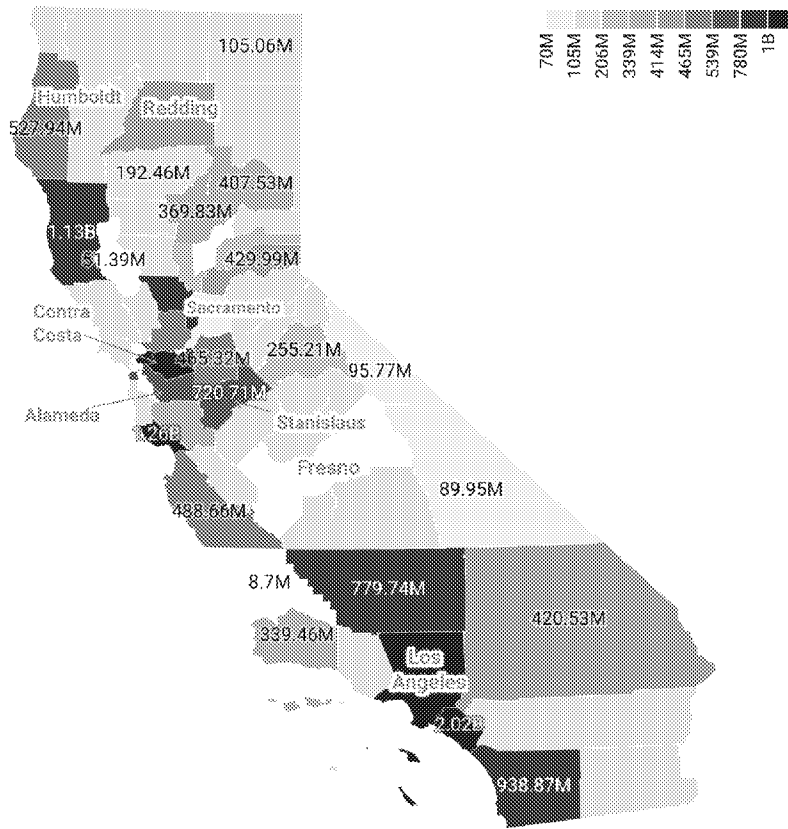 105.06M
70M
105M
206M
339M
414M
465M
539M
780M
1B
Humboldt
Redding
527.94M
192.46M
407.53M
369.83M
1.13B
51.39M
429.99M
Contra
Costa
Sacramento
465.32M
255.21M
95.77M
720.71M
Alameda
Stanislaus
Fresno
89.95M
488.66M
8.7M
779.74M
420.53M
339.46M
Los
Angeles
2.02B
938.87M